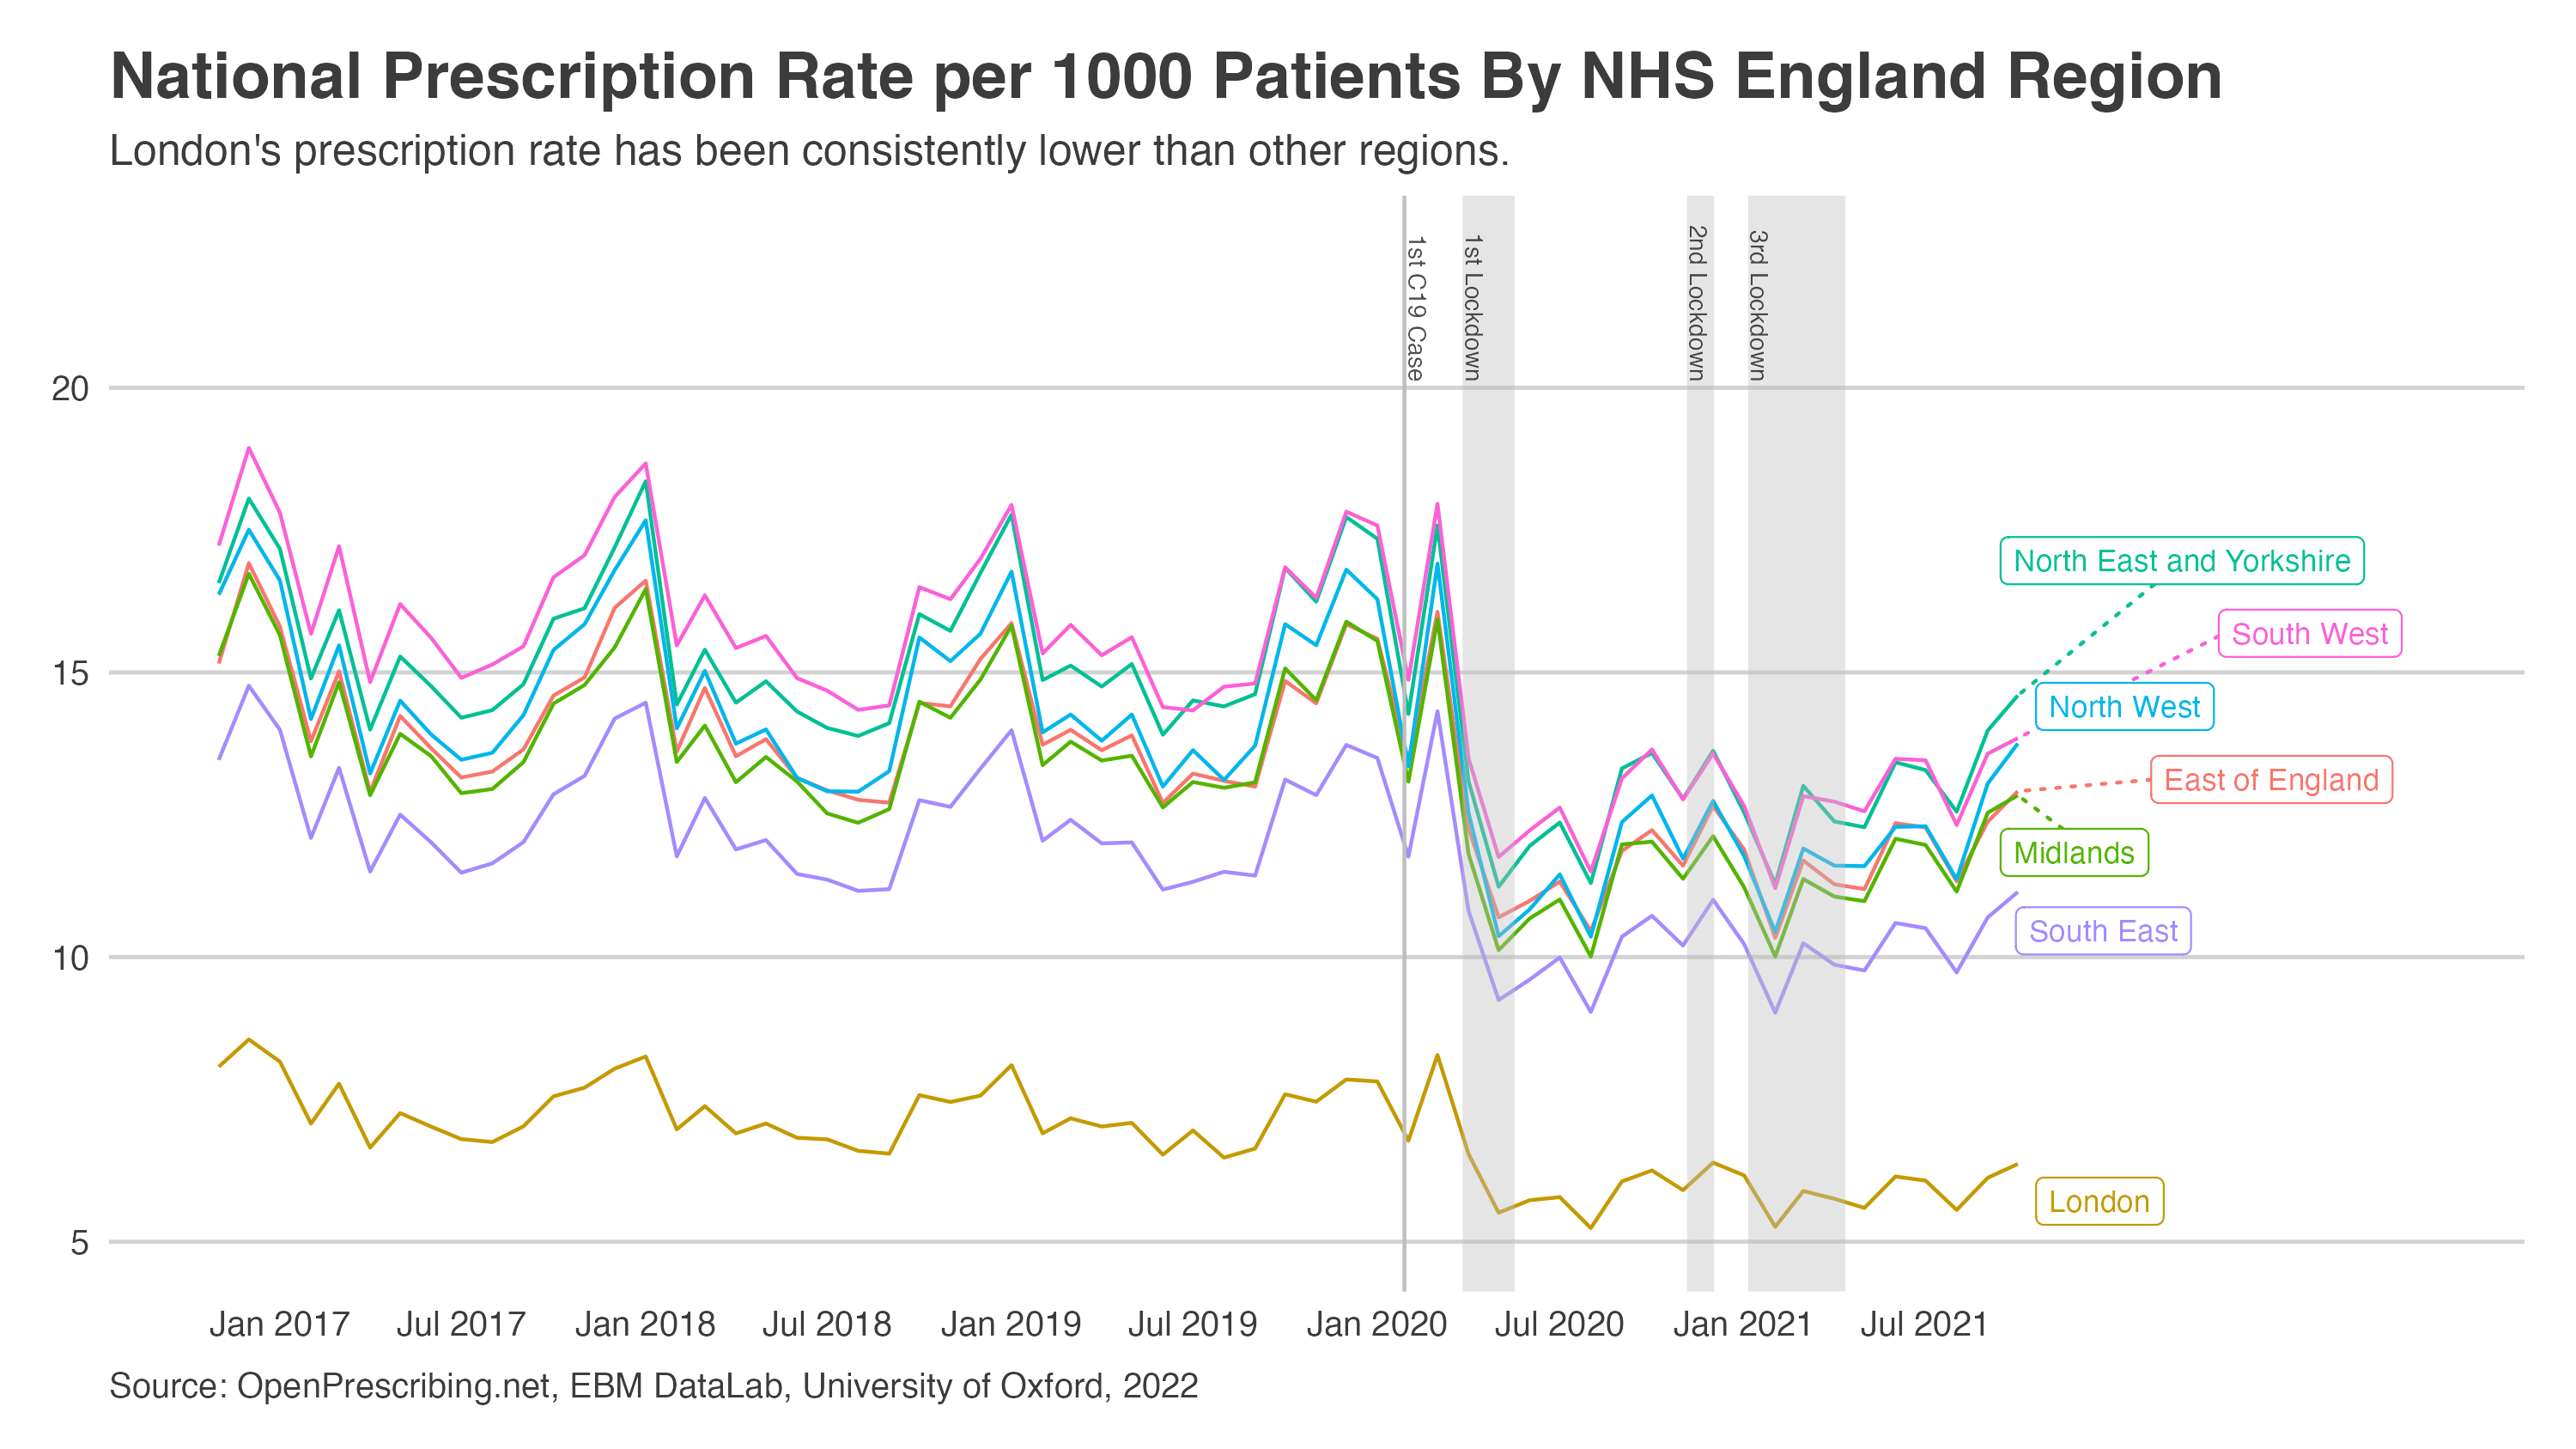 National Prescription Rate per 1000 Patients By NHS England Region
London's prescription rate has been consistently lower than other regions.
1st C19 Case
1st Lockdown
2nd Lockdown
3rd Lockdown
20
15
10
5
North East and Yorkshire
South West
North West
East of England
Midlands
South East
London
Jan 2017
Jul 2017
Jan 2018
Jul 2018
Jan 2019
Jul 2019
Jan 2020
Jul 2020
Jan 2021
Jul 2021
Source: OpenPrescribing.net, EBM DataLab, University of Oxford, 2022